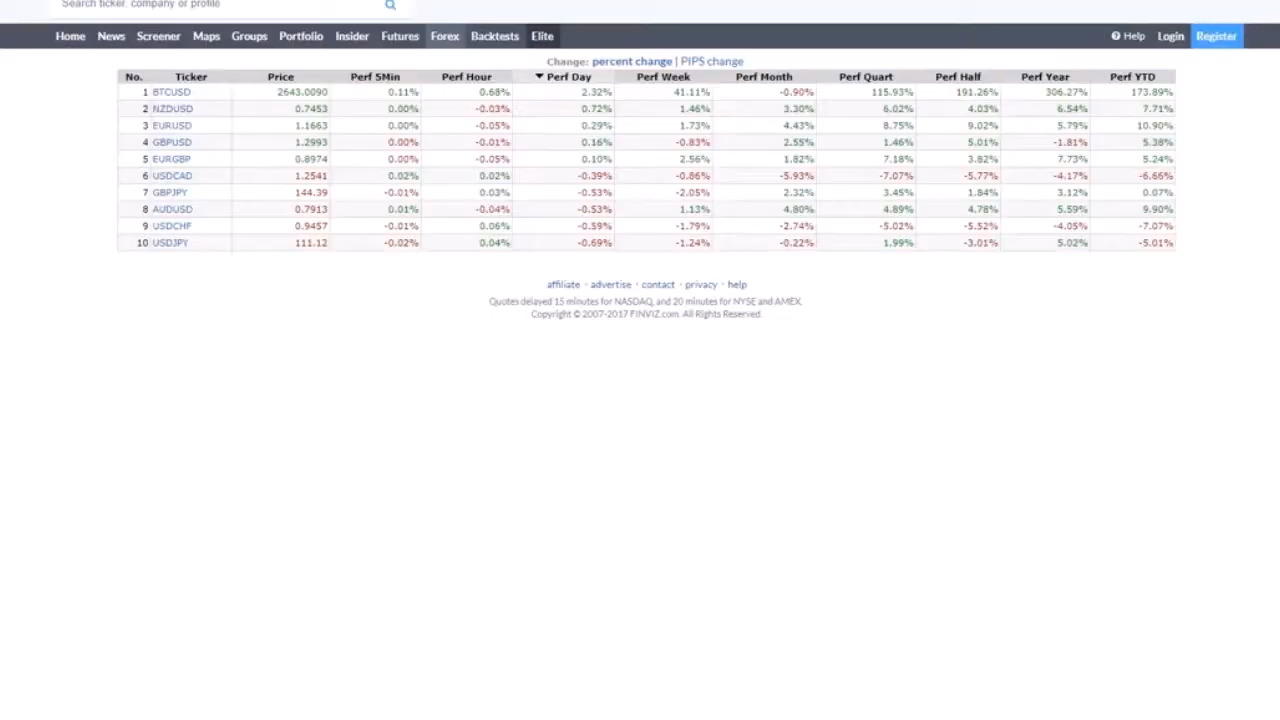 Search ticker, company or profile
Home News Screener Maps Groups Portfolio Insider Futures Forex Backtests Elite Help Login Register
Change: percent change | PIPS change
No. Ticker Price Perf 5Min Perf Hour Perf Day Perf Week Perf Month Perf Quart Perf Half Perf Year Perf YTD
1 BTCUSD 2643.0090 0.11% 0.68% 2.32% 41.11% -0.90% 115.93% 191.26% 306.27% 173.89%
2 NZDUSD 0.7453 0.00% -0.03% 0.72% 1.46% 3.30% 6.02% 4.03% 6.54% 7.71%
3 EURUSD 1.1663 0.00% -0.05% 0.29% 1.73% 4.43% 8.75% 9.02% 5.79% 10.90%
4 GBPUSD 1.2993 0.00% -0.01% 0.16% -0.83% 2.55% 1.46% 5.01% -1.81% 5.38%
5 EURGBP 0.8974 0.00% -0.05% 0.10% 2.56% 1.82% 7.18% 3.82% 7.73% 5.24%
6 USDCAD 1.2541 0.02% 0.02% -0.39% -0.86% -5.93% -7.07% -5.77% -4.17% -6.66%
7 GBPJPY 144.39 -0.01% 0.03% -0.53% -2.05% 2.32% 3.45% 1.84% 3.12% 0.07%
8 AUDUSD 0.7913 0.01% -0.04% -0.53% 1.13% 4.80% 4.89% 4.78% 5.59% 9.90%
9 USDCHF 0.9457 -0.01% 0.06% -0.59% -1.79% -2.74% -5.02% -5.52% -4.05% -7.07%
10 USDJPY 111.12 -0.02% 0.04% -0.69% -1.24% -0.22% 1.99% -3.01% 5.02% -5.01%
affiliate · advertise · contact · privacy · help
Quotes delayed 15 minutes for NASDAQ, and 20 minutes for NYSE and AMEX.
Copyright © 2007-2017 FINVIZ.com. All Rights Reserved.